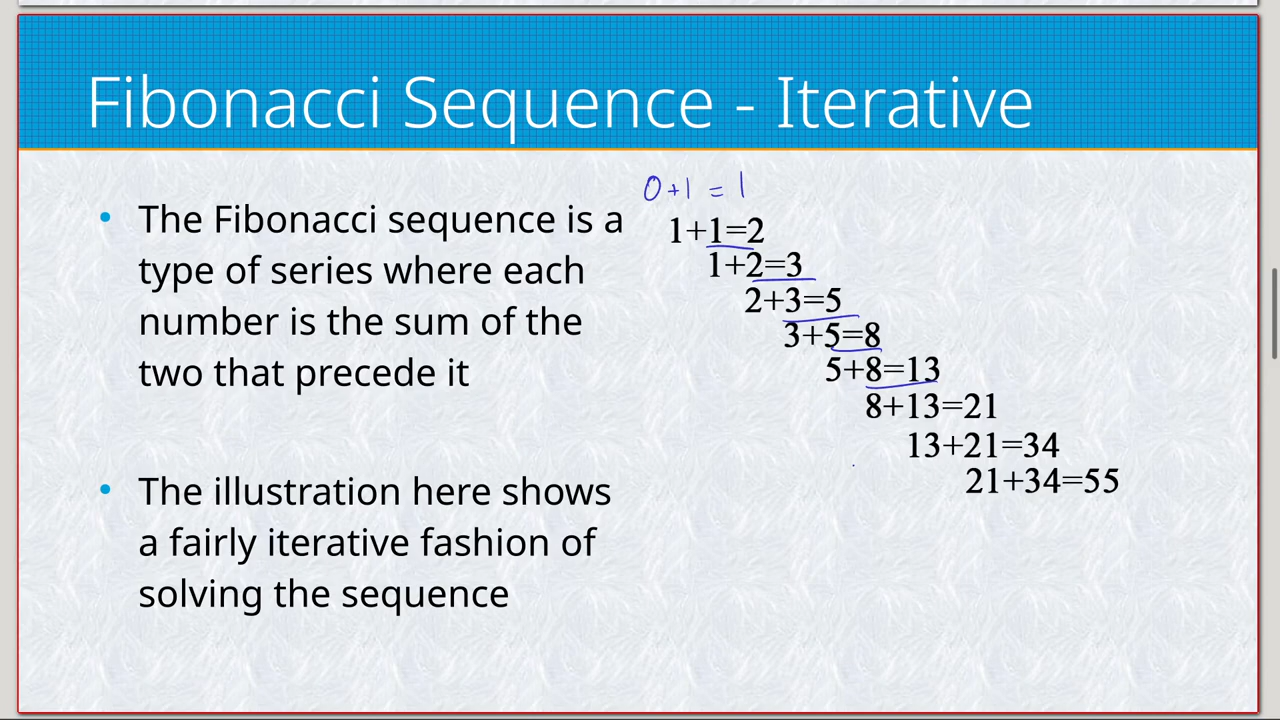 Fibonacci Sequence - Iterative
• The Fibonacci sequence is a
type of series where each
number is the sum of the
two that precede it
• The illustration here shows
a fairly iterative fashion of
solving the sequence
0+1 = 1
1+1=2
1+2=3
2+3=5
3+5=8
5+8=13
8+13=21
13+21=34
21+34=55